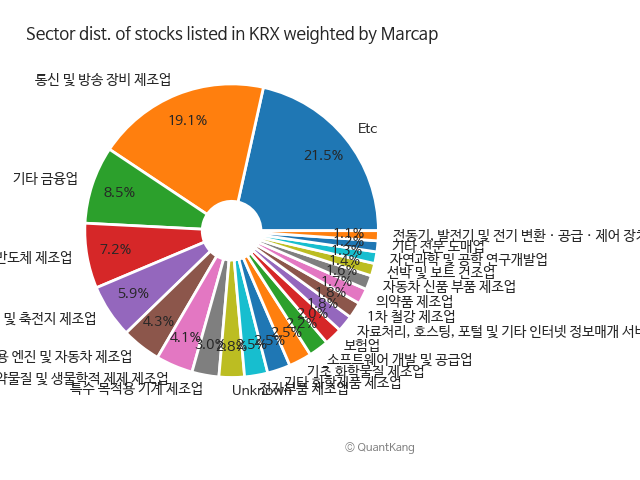 Sector dist. of stocks listed in KRX weighted by Marcap
통신 및 방송 장비 제조업
19.1%
Etc
21.5%
기타 금융업
8.5%
반도체 제조업
7.2%
및 축전지 제조업
5.9%
용 엔진 및 자동차 제조업
4.3%
약물질 및 생물학적 제제 제조업
4.1%
특수 목적용 기계 제조업
3.0%
Unknown
2.8%
전자부품 제조업
2.5%
기타 화학제품 제조업
2.5%
기초 화학물질 제조업
2.5%
소프트웨어 개발 및 공급업
2.2%
보험업
2.0%
자료처리, 호스팅, 포털 및 기타 인터넷 정보매개 서비
1.8%
1차 철강 제조업
1.8%
의약품 제조업
1.7%
자동차 신품 부품 제조업
1.6%
선박 및 보트 건조업
1.4%
자연과학 및 공학 연구개발업
1.3%
기타 전문 도매업
1.2%
전동기, 발전기 및 전기 변환 · 공급 · 제어 장치
1.1%
© QuantKang